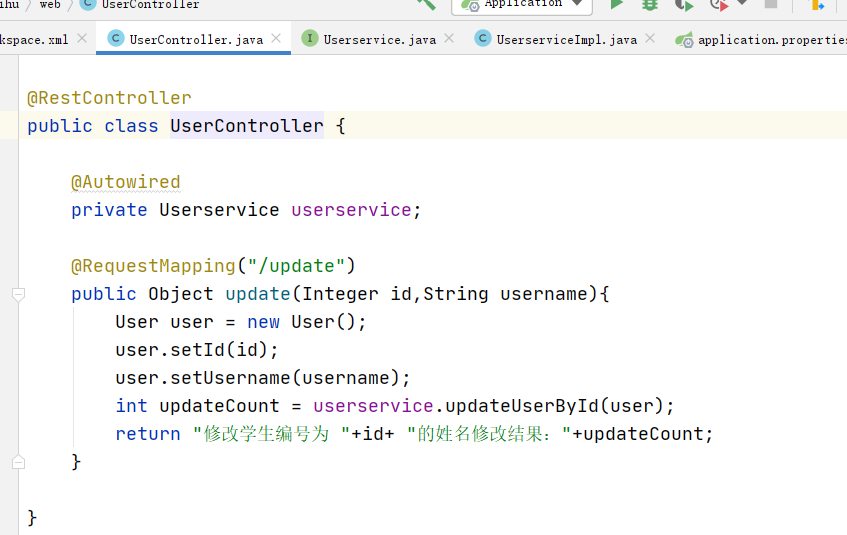 ihu web UserController Application
kspace.xml UserController.java Userservice.java UserserviceImpl.java application.properties
@RestController
public class UserController {
@Autowired
private Userservice userservice;
@RequestMapping("/update")
public Object update(Integer id,String username){
User user = new User();
user.setId(id);
user.setUsername(username);
int updateCount = userservice.updateUserById(user);
return "修改学生编号为 "+id+ "的姓名修改结果："+updateCount;
}
}